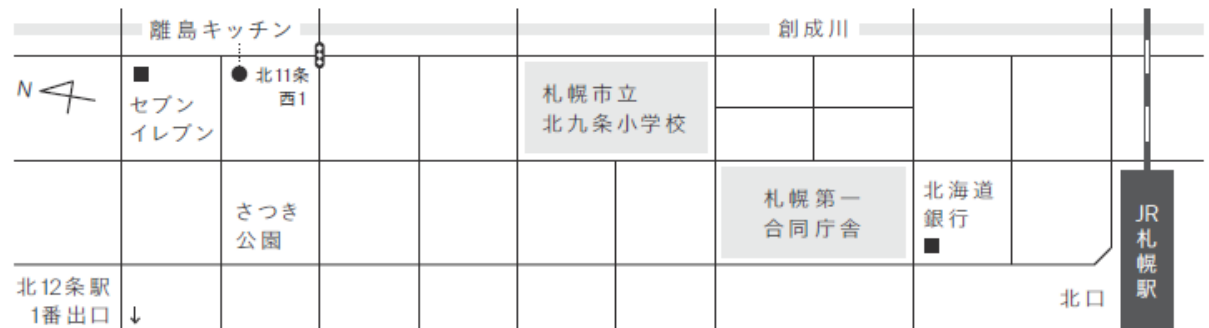 離島キッチン
創成川
N
セブン
イレブン
北11条
西1
札幌市立
北九条小学校
さつき
公園
札幌第一
合同庁舎
北海道
銀行
JR札幌駅
北12条駅
1番出口
↓
北口